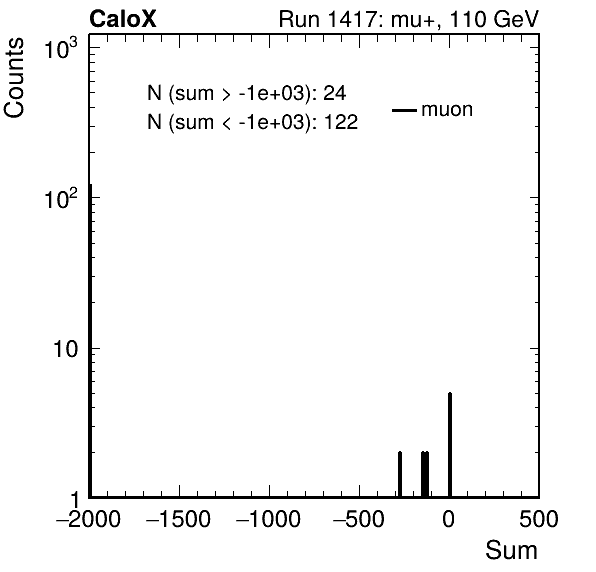 CaloX Run 1417: mu+, 110 GeV
Counts
10³
N (sum > -1e+03): 24
N (sum < -1e+03): 122
muon
10²
10
1
−2000 −1500 −1000 −500 0 500
Sum